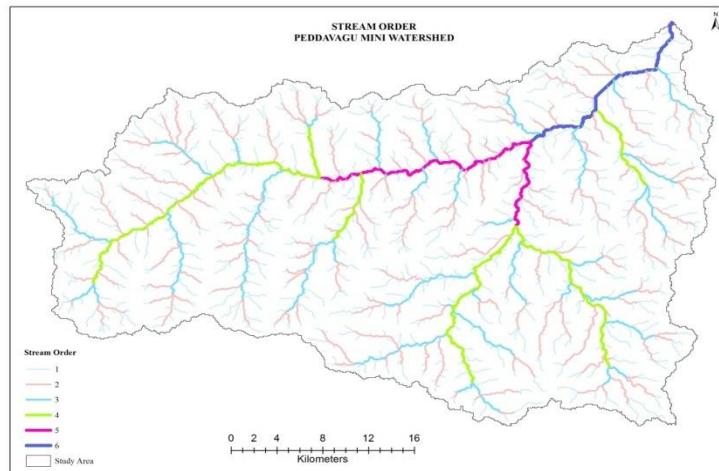 STREAM ORDER
PEDDAVAGU MINI WATERSHED
N
Stream Order
1
2
3
4
5
6
Study Area
0 2 4 8 12 16
Kilometers